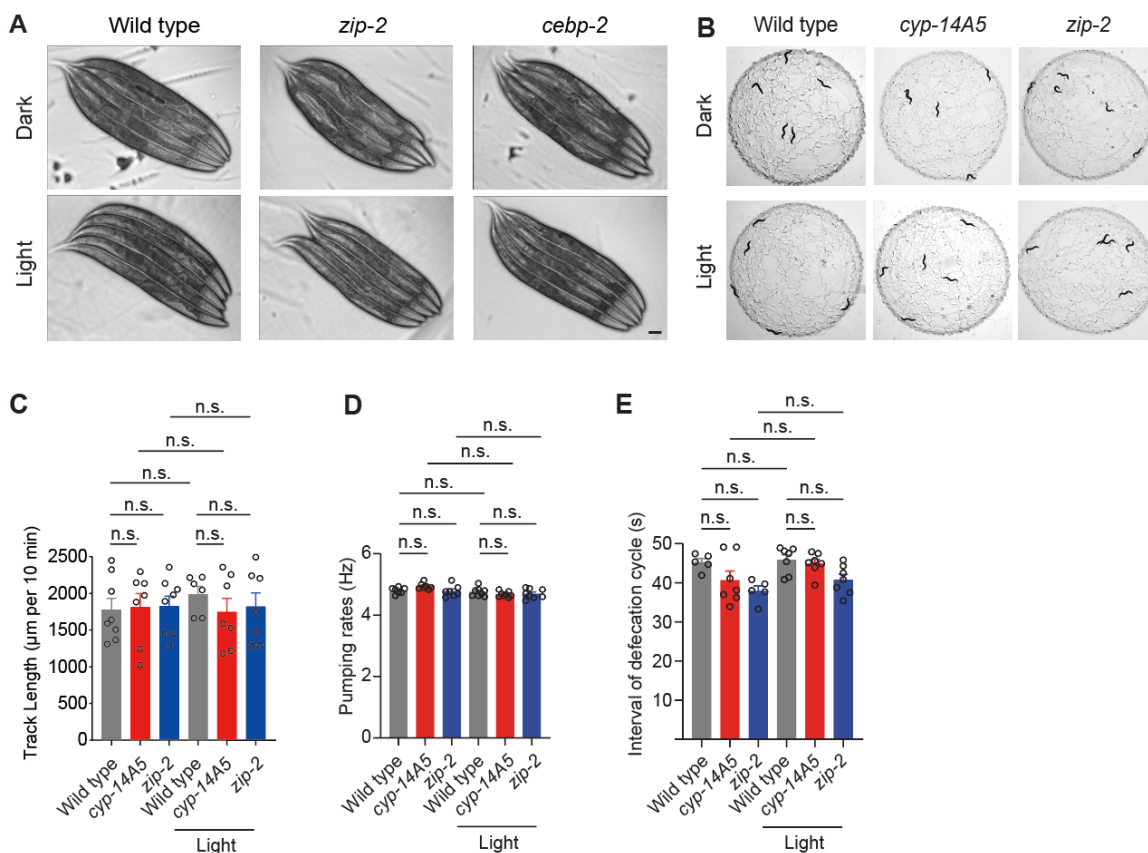 A
Wild type
zip-2
cebp-2
Dark
Light
B
Wild type
cyp-14A5
zip-2
Dark
Light
C
n.s.
n.s.
n.s.
n.s.
n.s.
n.s.
n.s.
Track Length (µm per 10 min)
2500
2000
1500
1000
500
0
Wild type
cyp-14A5
zip-2
Wild type
cyp-14A5
zip-2
Light
D
n.s.
n.s.
n.s.
n.s.
n.s.
n.s.
n.s.
Pumping rates (Hz)
6
4
2
0
Wild type
cyp-14A5
zip-2
Wild type
cyp-14A5
zip-2
Light
E
n.s.
n.s.
n.s.
n.s.
n.s.
n.s.
n.s.
Interval of defecation cycle (s)
50
40
30
20
10
Wild type
cyp-14A5
zip-2
Wild type
cyp-14A5
zip-2
Light